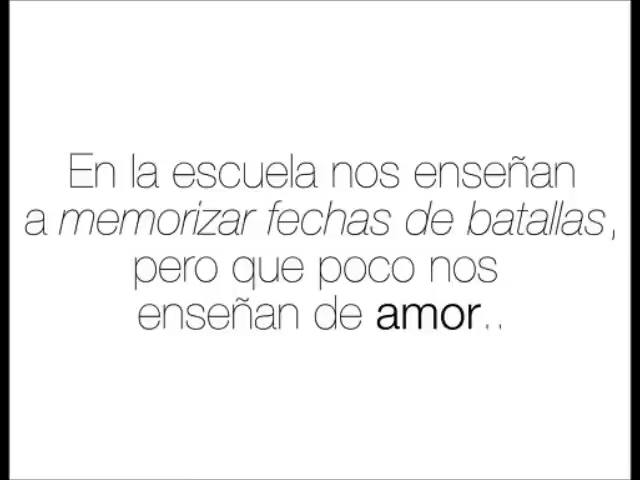 En la escuela nos enseñan
a memorizar fechas de batallas,
pero que poco nos
enseñan de amor..